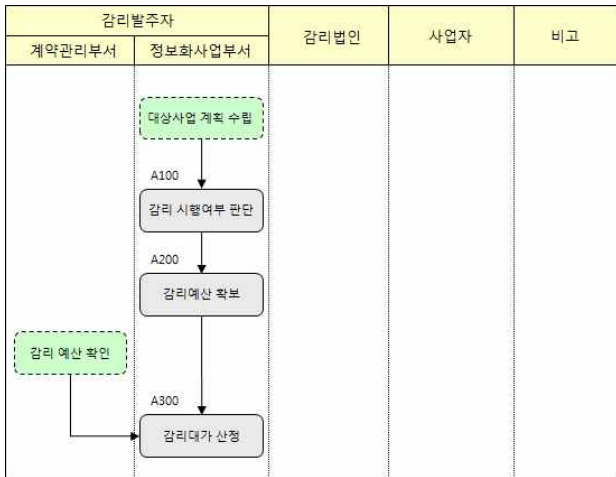 감리발주자
계약관리부서
정보화사업부서
감리법인
사업자
비고
대상사업 계획 수립
A100
감리 시행여부 판단
A200
감리예산 확보
감리 예산 확인
A300
감리대가 산정